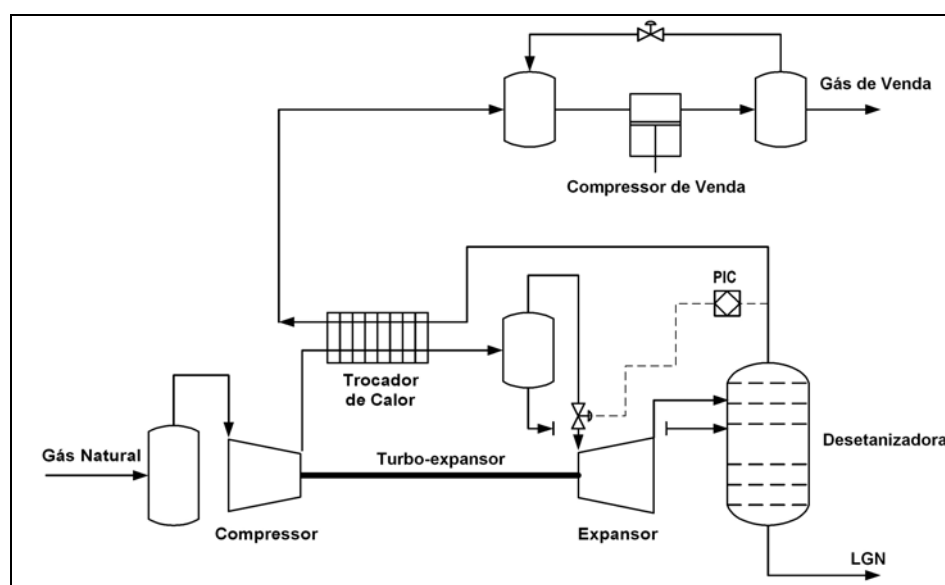 Gás de Venda
Compressor de Venda
PIC
Trocador
de Calor
Gás Natural
Turbo-expansor
Desetanizadora
Compressor
Expansor
LGN